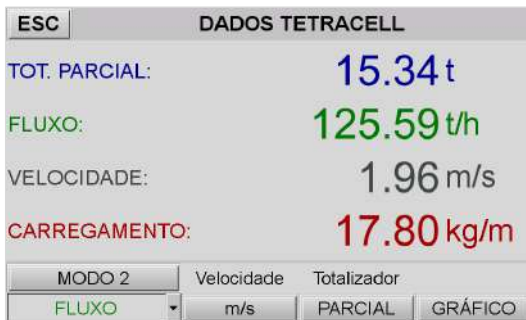 ESC DADOS TETRACELL
TOT. PARCIAL: 15.34 t
FLUXO: 125.59 t/h
VELOCIDADE: 1.96 m/s
CARREGAMENTO: 17.80 kg/m
MODO 2 Velocidade Totalizador
FLUXO m/s PARCIAL GRÁFICO